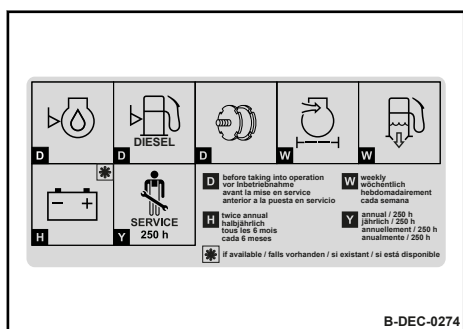 D
DIESEL
D
D
W
W
H
SERVICE
250 h
Y
D before taking into operation
vor Inbetriebnahme
avant la mise en service
anterior a la puesta en servicio
W weekly
wöchentlich
hebdomadairement
cada semana
H twice annual
halbjährlich
tous les 6 mois
cada 6 meses
Y annual / 250 h
jährlich / 250 h
annuellement / 250 h
anualmente / 250 h
if available / falls vorhanden / si existant / si está disponible
B-DEC-0274